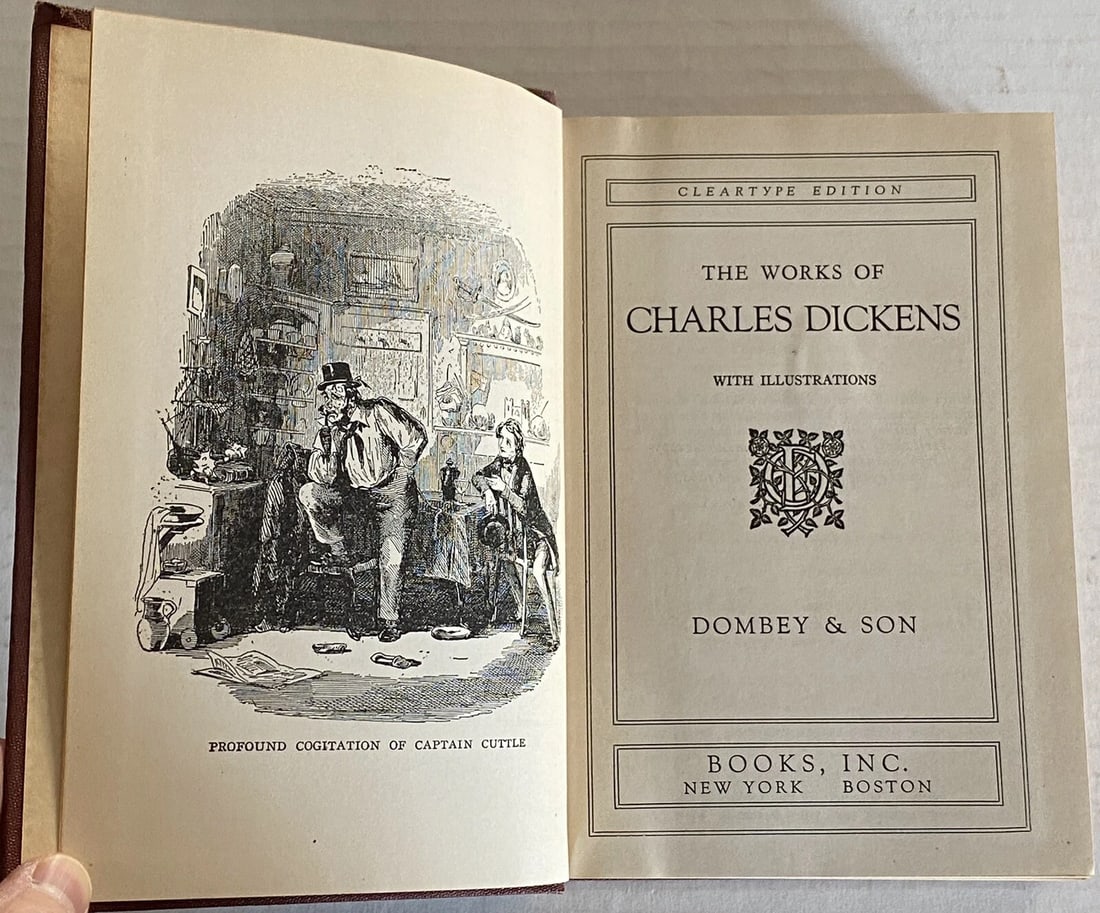 PROFOUND COGITATION OF CAPTAIN CUTTLE
CLEARTYPE EDITION
THE WORKS OF
CHARLES DICKENS
WITH ILLUSTRATIONS
DOMBEY & SON
BOOKS, INC.
NEW YORK BOSTON